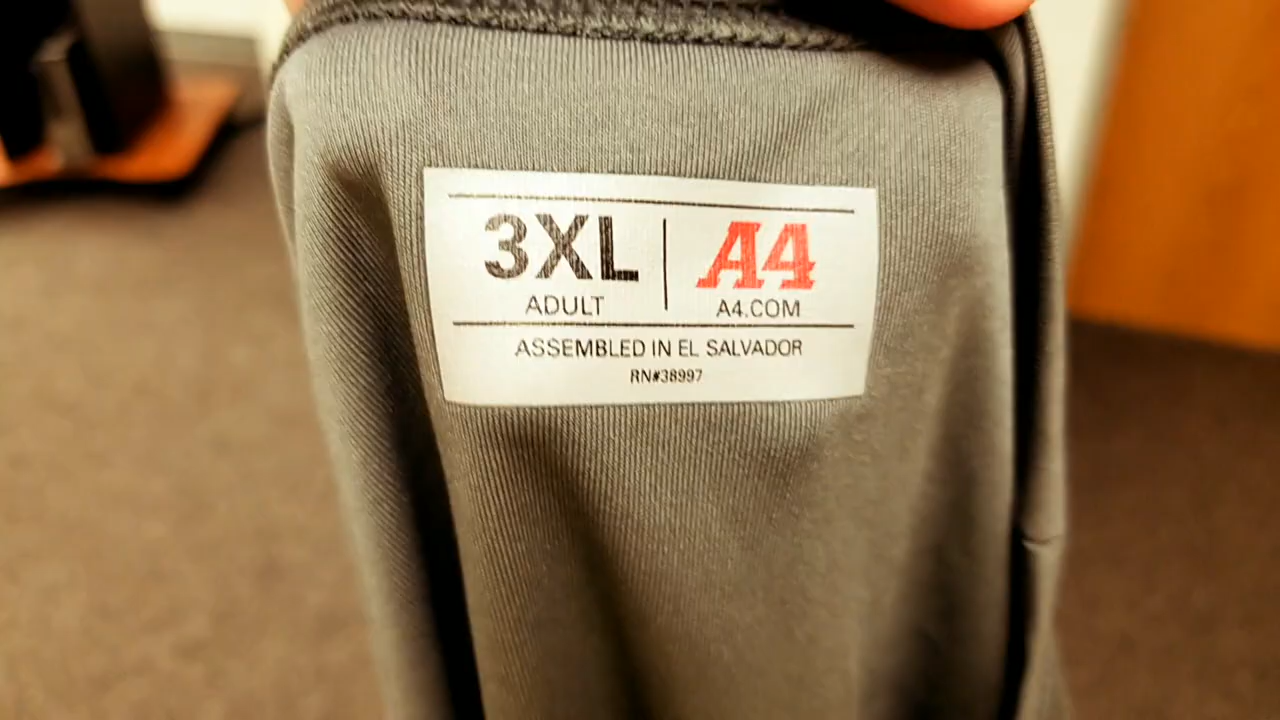 3XL
ADULT
A4
A4.COM
ASSEMBLED IN EL SALVADOR
RN#38997